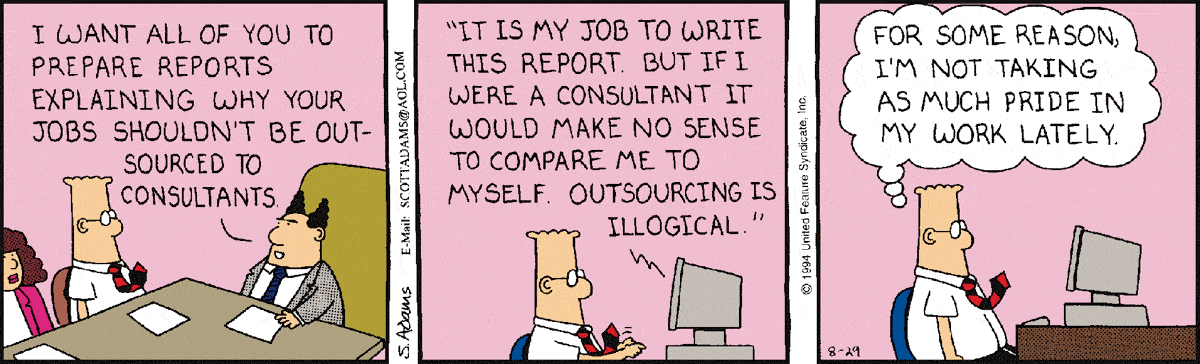 I WANT ALL OF YOU TO
PREPARE REPORTS
EXPLAINING WHY YOUR
JOBS SHOULDN'T BE OUT-
SOURCED TO
CONSULTANTS.
S. Adams E-Mail: SCOTTADAMS@AOL.COM
"IT IS MY JOB TO WRITE
THIS REPORT. BUT IF I
WERE A CONSULTANT IT
WOULD MAKE NO SENSE
TO COMPARE ME TO
MYSELF. OUTSOURCING IS
ILLOGICAL."
© 1994 United Feature Syndicate, Inc.
FOR SOME REASON,
I'M NOT TAKING
AS MUCH PRIDE IN
MY WORK LATELY.
8-29